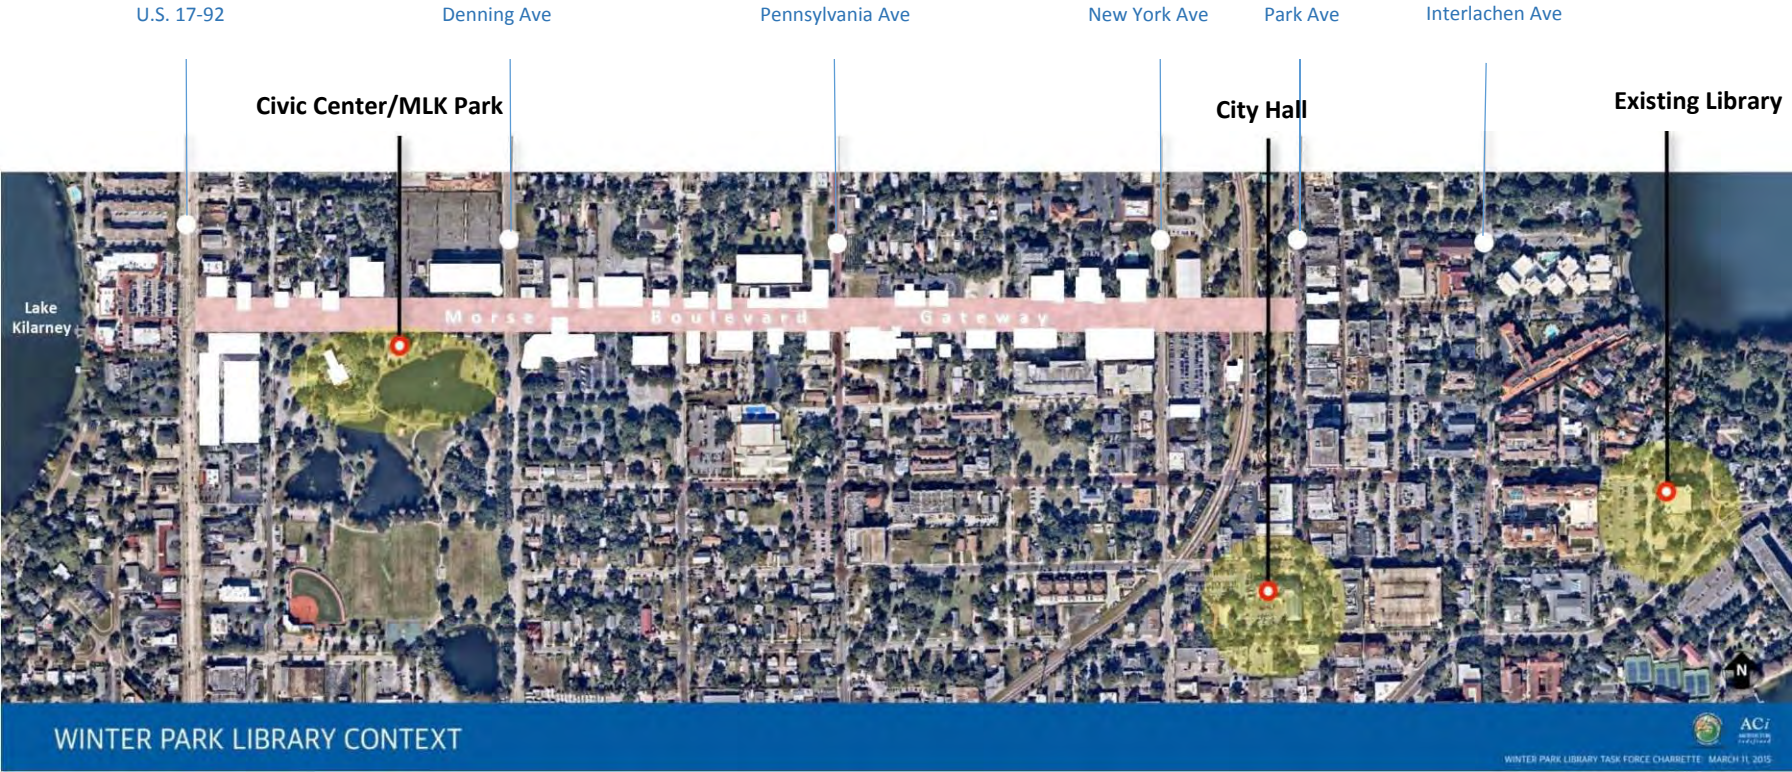 U.S. 17-92
Denning Ave
Pennsylvania Ave
New York Ave
Park Ave
Interlachen Ave
Civic Center/MLK Park
City Hall
Existing Library
Lake
Kilarney
Morse Boulevard Gateway
N
WINTER PARK LIBRARY CONTEXT
ACi
WINTER PARK LIBRARY TASK FORCE CHARRETTE: MARCH 11, 2015